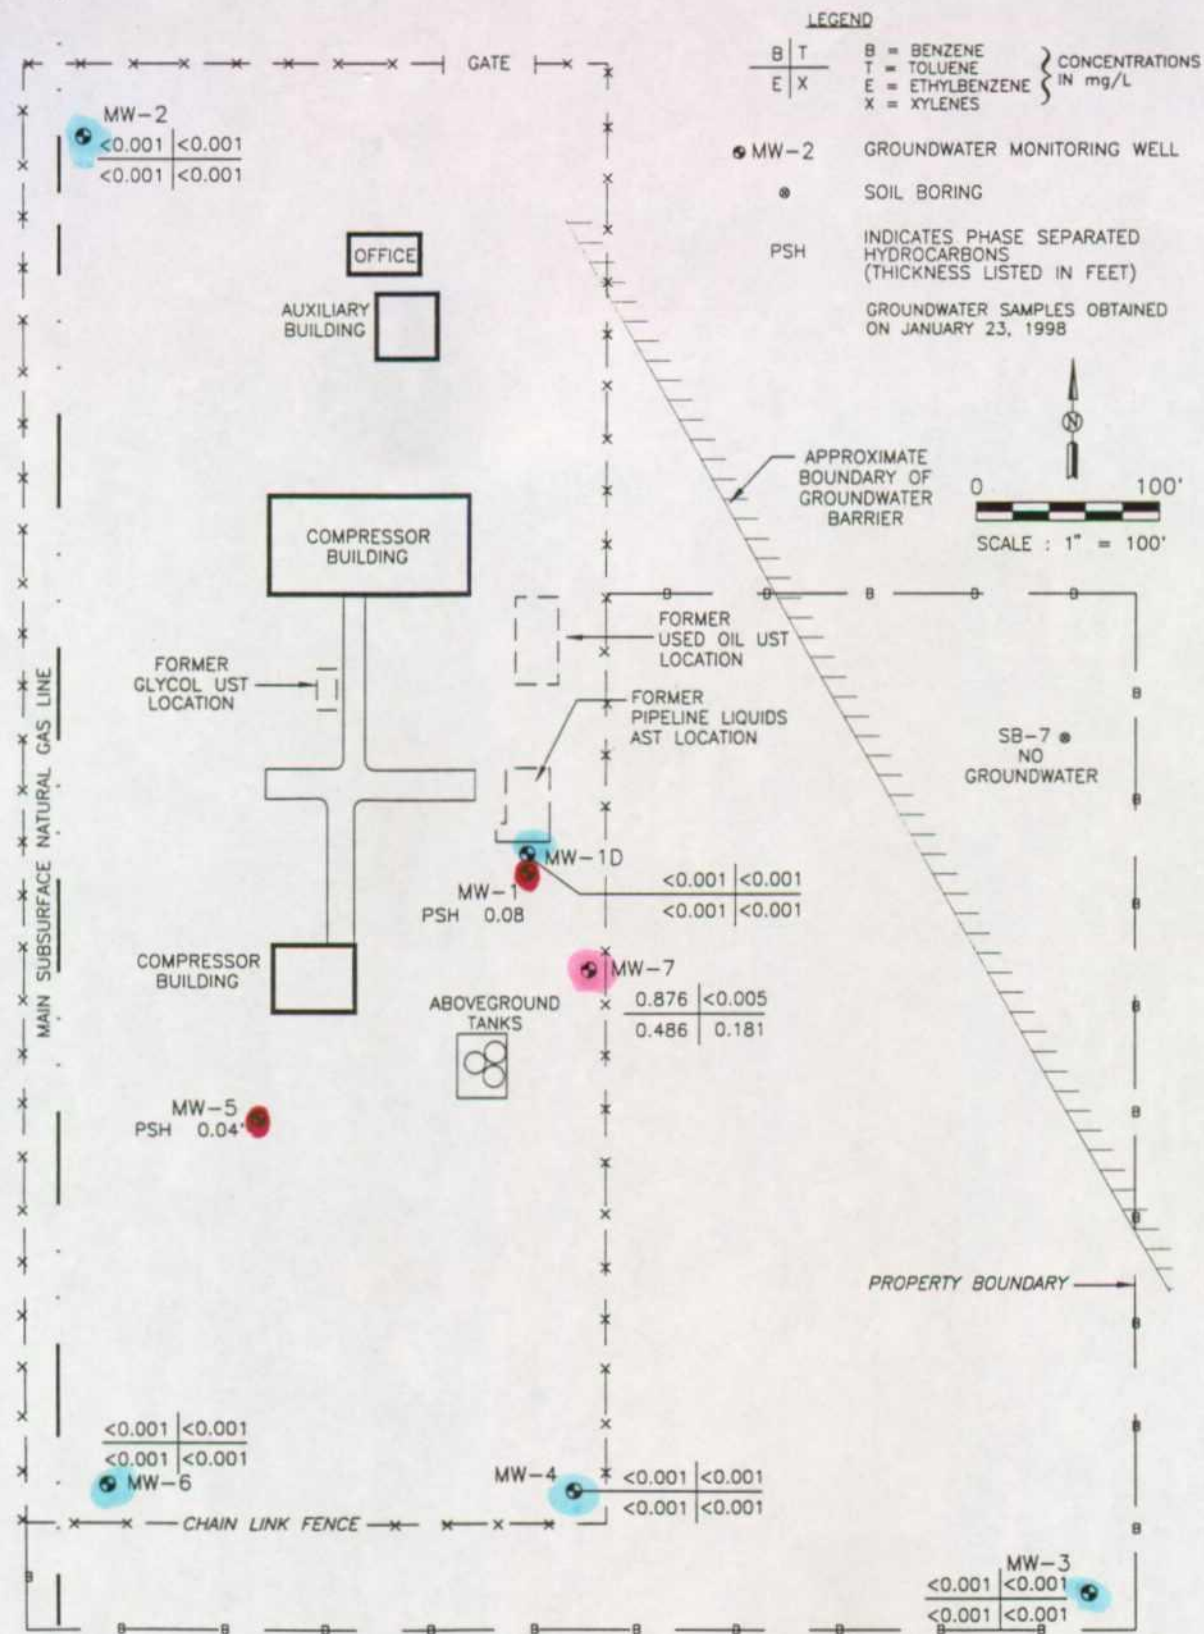 LEGEND
B T
E X
B = BENZENE
T = TOLUENE
E = ETHYLBENZENE
X = XYLENES
CONCENTRATIONS
IN mg/L
MW-2
GROUNDWATER MONITORING WELL
SOIL BORING
PSH
INDICATES PHASE SEPARATED
HYDROCARBONS
(THICKNESS LISTED IN FEET)
GROUNDWATER SAMPLES OBTAINED
ON JANUARY 23, 1998
N
0 100'
SCALE : 1" = 100'
GATE
MW-2
<0.001 <0.001
<0.001 <0.001
OFFICE
AUXILIARY
BUILDING
APPROXIMATE
BOUNDARY OF
GROUNDWATER
BARRIER
COMPRESSOR
BUILDING
FORMER
USED OIL UST
LOCATION
FORMER
GLYCOL UST
LOCATION
FORMER
PIPELINE LIQUIDS
AST LOCATION
SB-7
NO
GROUNDWATER
MAIN SUBSURFACE NATURAL GAS LINE
MW-1D
<0.001 <0.001
<0.001 <0.001
MW-1
PSH 0.08
COMPRESSOR
BUILDING
MW-7
0.876 <0.005
0.486 0.181
ABOVEGROUND
TANKS
MW-5
PSH 0.04'
PROPERTY BOUNDARY
<0.001 <0.001
<0.001 <0.001
MW-6
MW-4
<0.001 <0.001
<0.001 <0.001
CHAIN LINK FENCE
MW-3
<0.001 <0.001
<0.001 <0.001